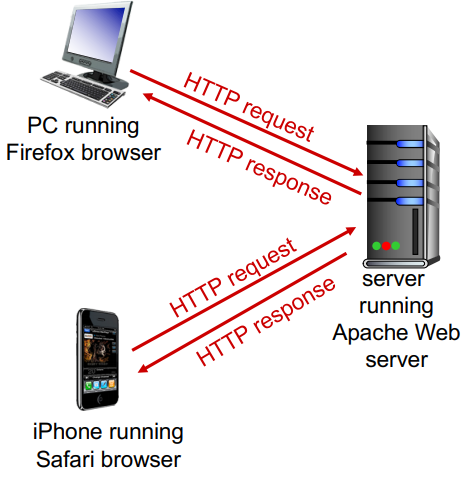 HTTP request
HTTP response
PC running
Firefox browser
HTTP request
HTTP response
server
running
Apache Web
server
iPhone running
Safari browser